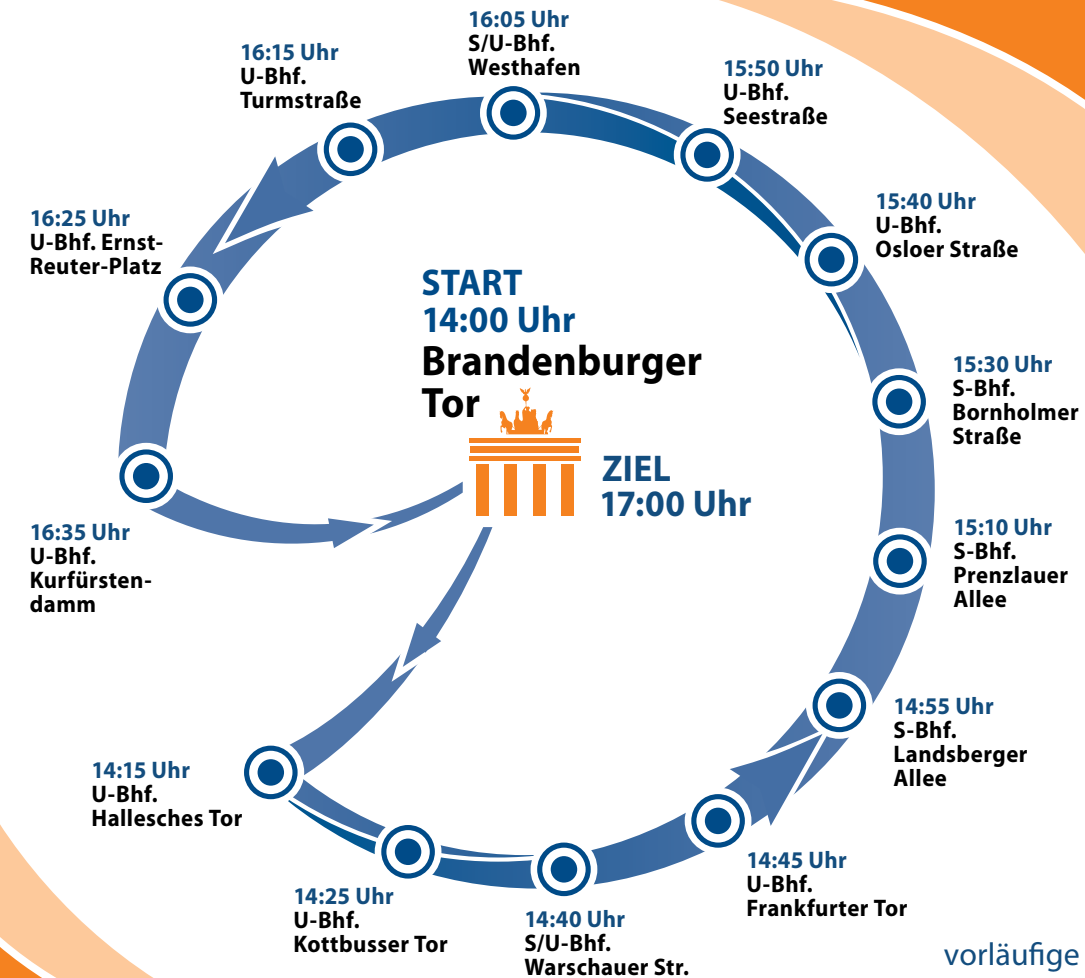 16:05 Uhr
S/U-Bhf.
Westhafen
16:15 Uhr
U-Bhf.
Turmstraße
15:50 Uhr
U-Bhf.
Seestraße
15:40 Uhr
U-Bhf.
Osloer Straße
16:25 Uhr
U-Bhf. Ernst-
Reuter-Platz
START
14:00 Uhr
Brandenburger
Tor
15:30 Uhr
S-Bhf.
Bornholmer
Straße
ZIEL
17:00 Uhr
16:35 Uhr
U-Bhf.
Kurfürsten-
damm
15:10 Uhr
S-Bhf.
Prenzlauer
Allee
14:55 Uhr
S-Bhf.
Landsberger
Allee
14:15 Uhr
U-Bhf.
Hallesches Tor
14:45 Uhr
U-Bhf.
Frankfurter Tor
14:25 Uhr
U-Bhf.
Kottbusser Tor
14:40 Uhr
S/U-Bhf.
Warschauer Str.
vorläufige